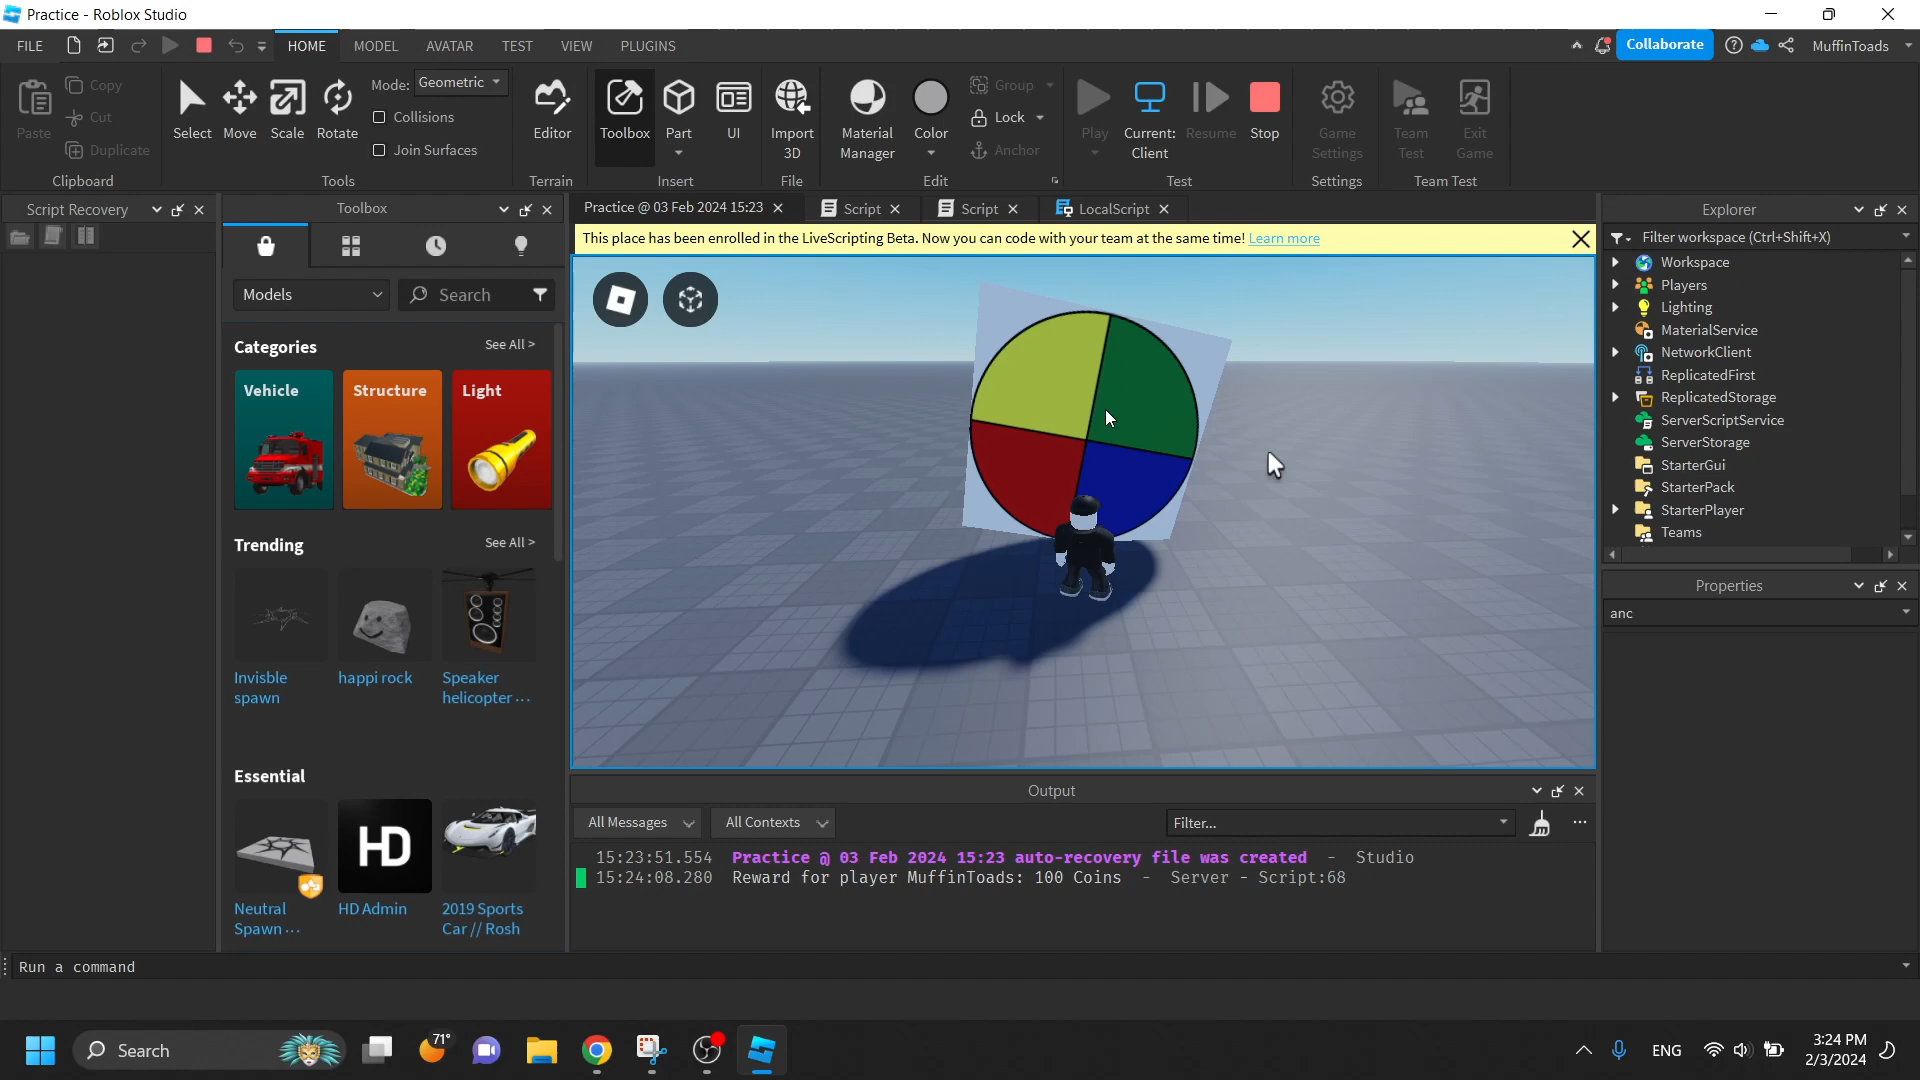 Practice - Roblox Studio
FILE HOME MODEL AVATAR TEST VIEW PLUGINS Collaborate MuffinToads
Paste Copy Cut Duplicate Clipboard
Select Move Scale Rotate Mode: Geometric Collisions Join Surfaces Tools
Editor Terrain
Toolbox Part UI Insert
Import 3D File
Material Manager Color Group Lock Anchor Edit
Play Current: Client Resume Stop Test
Game Settings Settings
Team Test Exit Game Team Test
Script Recovery
Toolbox
Practice @ 03 Feb 2024 15:23 Script Script LocalScript
This place has been enrolled in the LiveScripting Beta. Now you can code with your team at the same time! Learn more
Models Search
Categories See All >
Vehicle Structure Light
Trending See All >
Invisble spawn
happi rock
Speaker helicopter ...
Essential
HD
Neutral Spawn ...
HD Admin
2019 Sports Car // Rosh
Explorer
Filter workspace (Ctrl+Shift+X)
Workspace
Players
Lighting
MaterialService
NetworkClient
ReplicatedFirst
ReplicatedStorage
ServerScriptService
ServerStorage
StarterGui
StarterPack
StarterPlayer
Teams
Properties
anc
Output
All Messages All Contexts Filter...
15:23:51.554 Practice @ 03 Feb 2024 15:23 auto-recovery file was created - Studio
15:24:08.280 Reward for player MuffinToads: 100 Coins - Server - Script:68
Run a command
Search 71° ENG 3:24 PM
2/3/2024